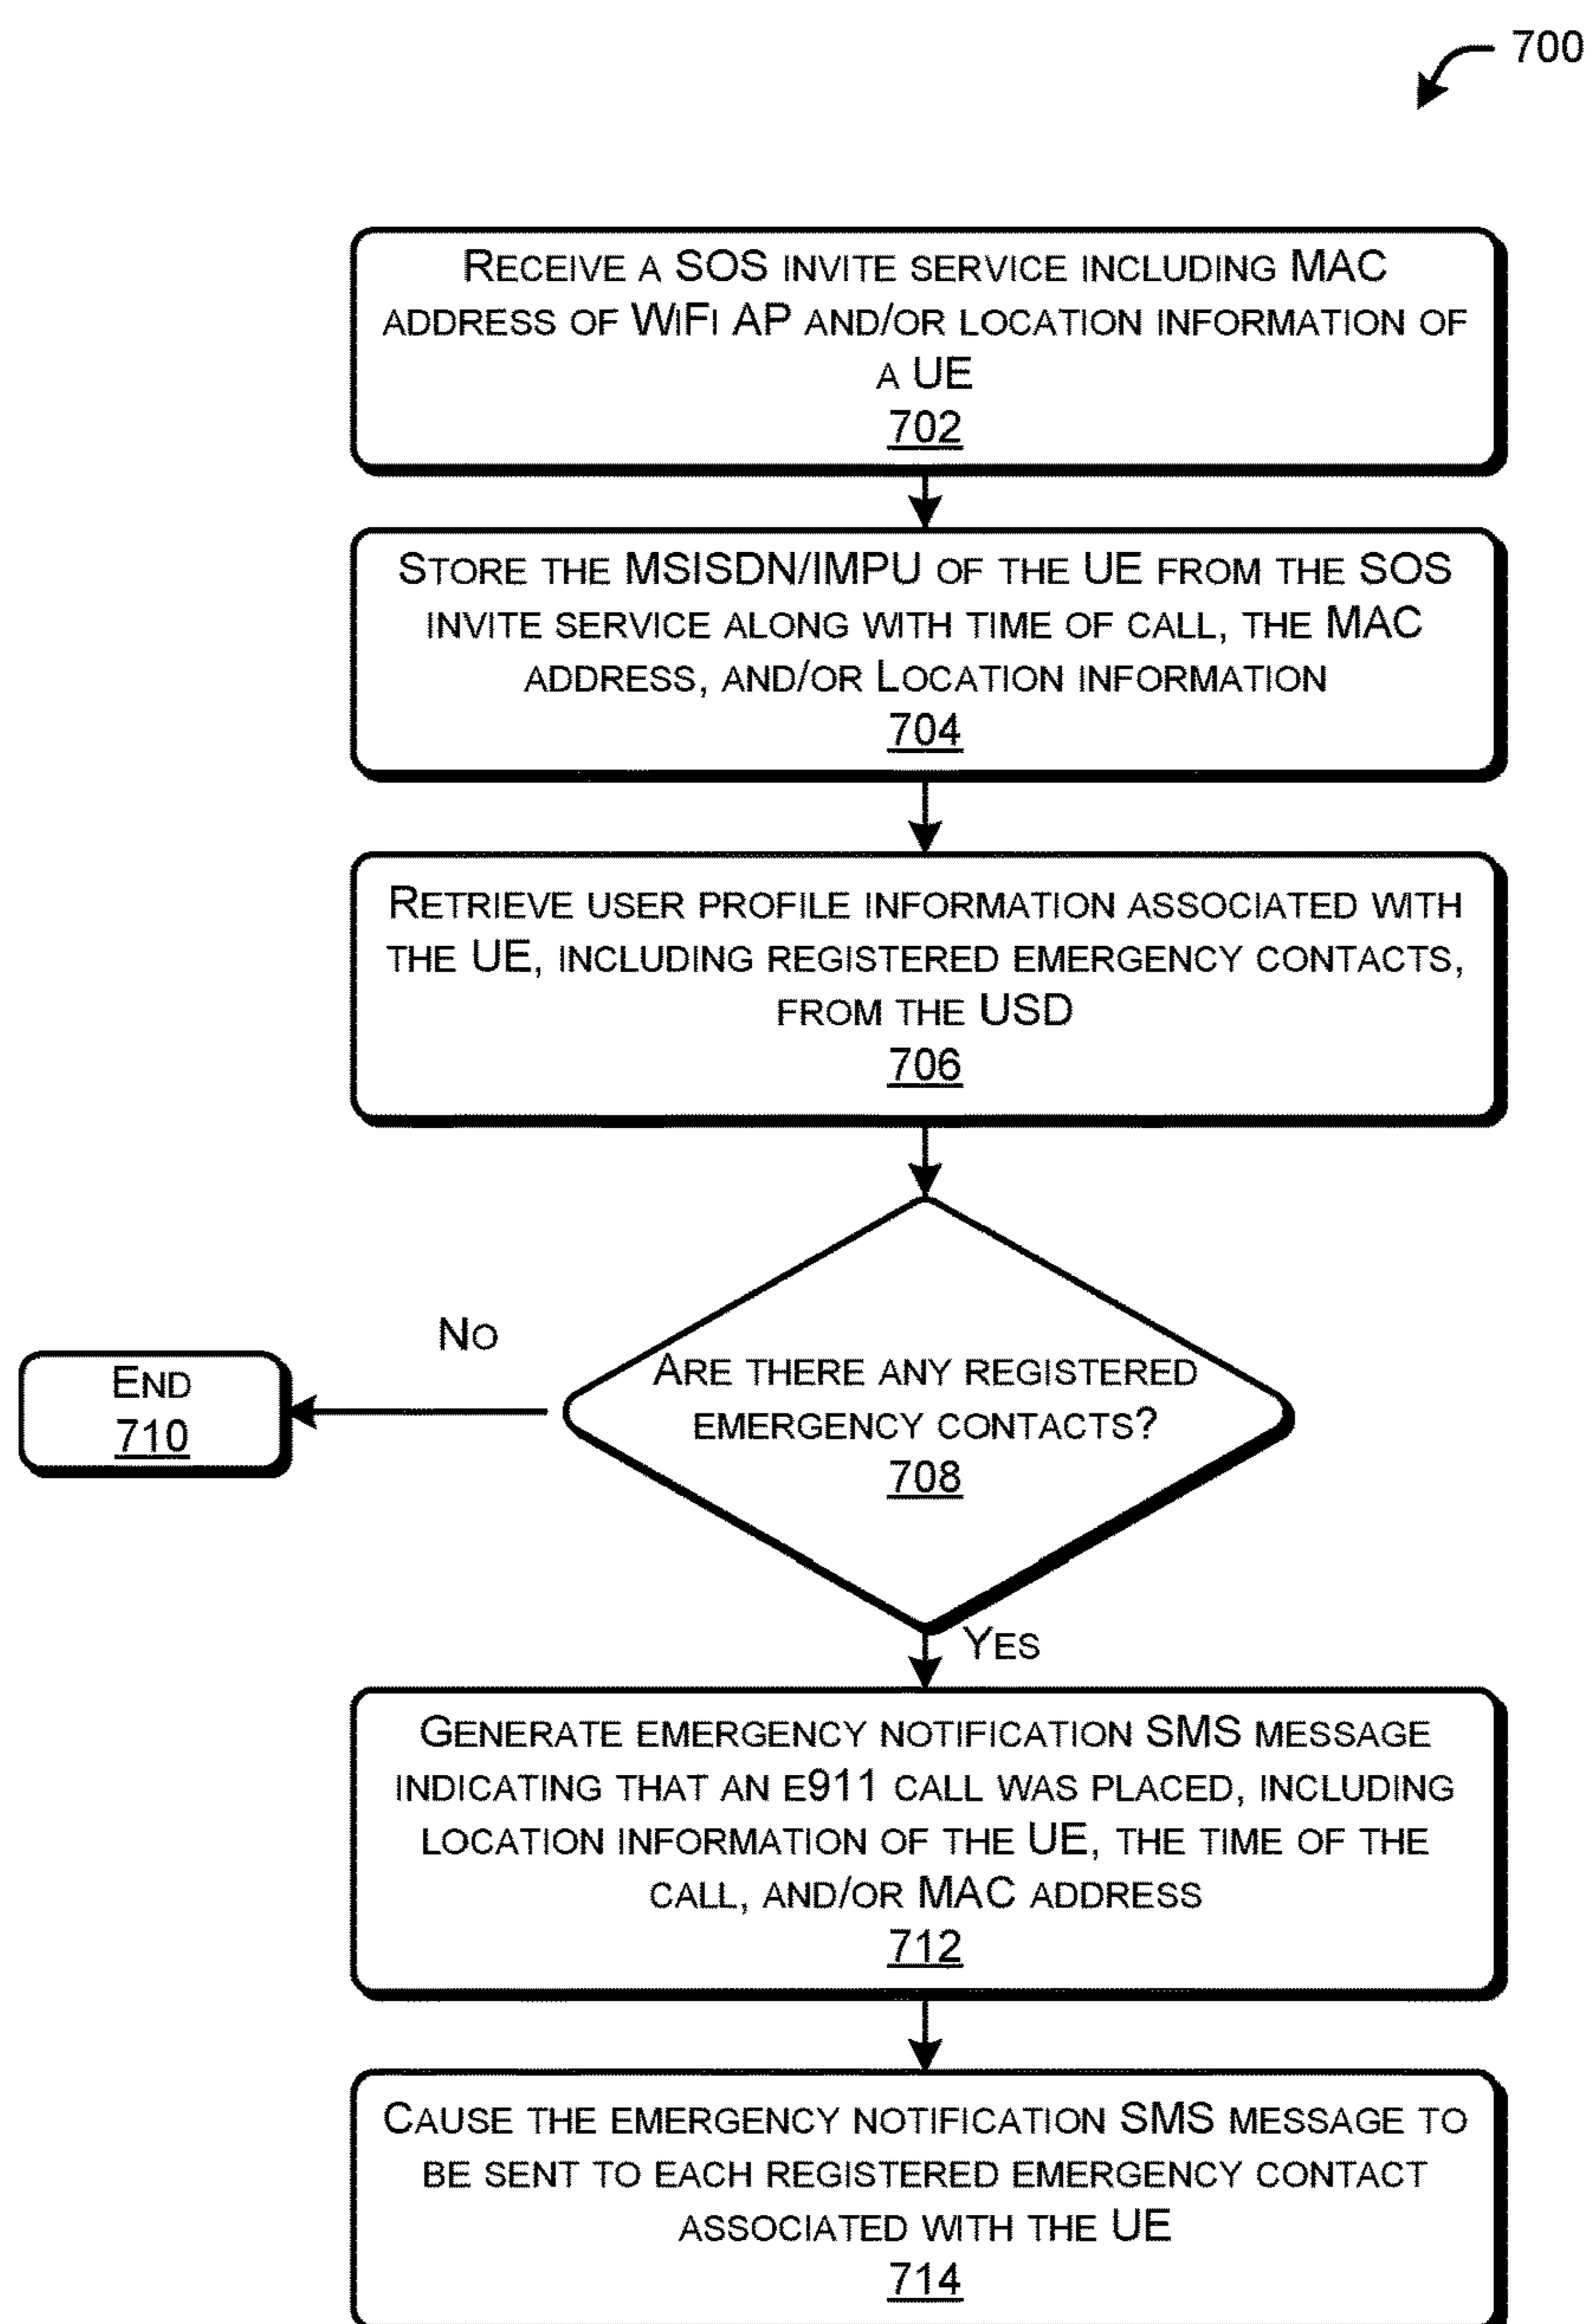 700
RECEIVE A SOS INVITE SERVICE INCLUDING MAC
ADDRESS OF WIFI AP AND/OR LOCATION INFORMATION OF
A UE
702
STORE THE MSISDN/IMPU OF THE UE FROM THE SOS
INVITE SERVICE ALONG WITH TIME OF CALL, THE MAC
ADDRESS, AND/OR LOCATION INFORMATION
704
RETRIEVE USER PROFILE INFORMATION ASSOCIATED WITH
THE UE, INCLUDING REGISTERED EMERGENCY CONTACTS,
FROM THE USD
706
ARE THERE ANY REGISTERED
EMERGENCY CONTACTS?
708
NO
END
710
YES
GENERATE EMERGENCY NOTIFICATION SMS MESSAGE
INDICATING THAT AN E911 CALL WAS PLACED, INCLUDING
LOCATION INFORMATION OF THE UE, THE TIME OF THE
CALL, AND/OR MAC ADDRESS
712
CAUSE THE EMERGENCY NOTIFICATION SMS MESSAGE TO
BE SENT TO EACH REGISTERED EMERGENCY CONTACT
ASSOCIATED WITH THE UE
714